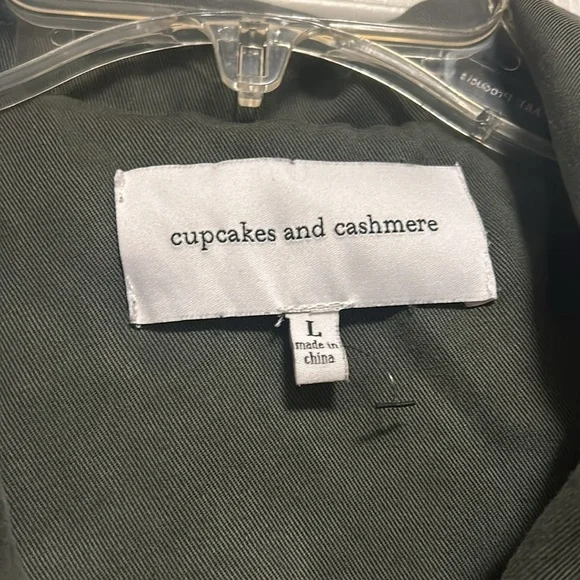 cupcakes and cashmere
L
made in
china